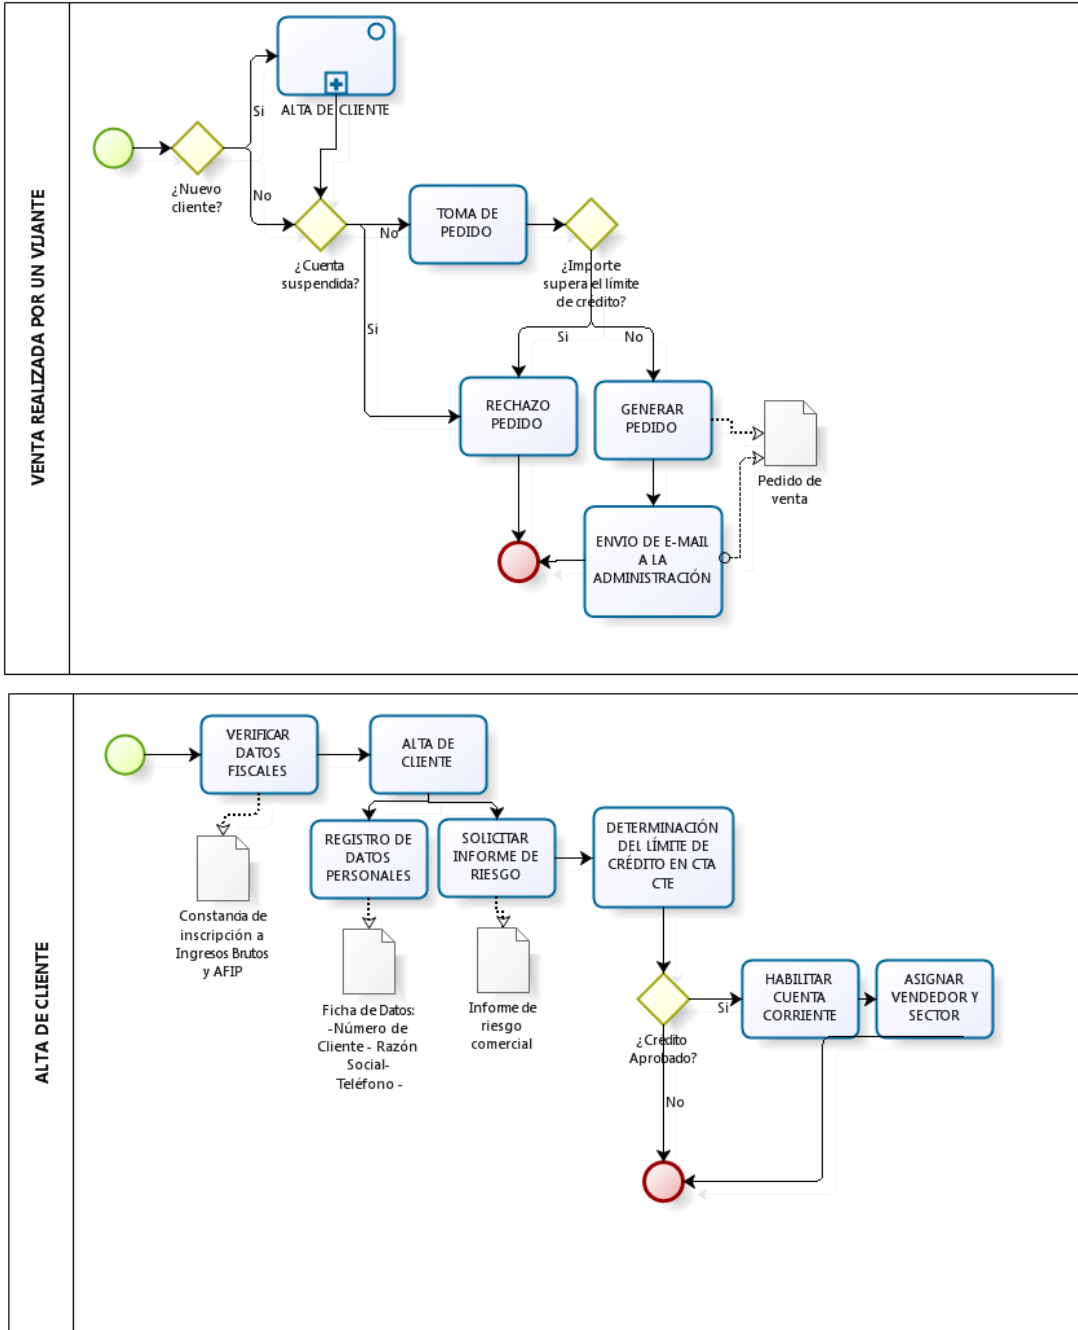 VENTA REALIZADA POR UN VIJANTE
ALTA DE CLIENTE
Si
¿Nuevo
cliente?
No
¿Cuenta
suspendida?
No
Si
TOMA DE
PEDIDO
¿Importe
supera el límite
de crédito?
Si
No
RECHAZO
PEDIDO
GENERAR
PEDIDO
Pedido de
venta
ENVIO DE E-MAIL
A LA
ADMINISTRACIÓN
ALTA DE CLIENTE
VERIFICAR
DATOS
FISCALES
ALTA DE
CLIENTE
Constancia de
inscripción a
Ingresos Brutos
y AFIP
REGISTRO DE
DATOS
PERSONALES
SOLICITAR
INFORME DE
RIESGO
DETERMINACIÓN
DEL LÍMITE DE
CRÉDITO EN CTA
CTE
Ficha de Datos:
-Número de
Cliente - Razón
Social-
Teléfono -
Informe de
riesgo
comercial
¿Crédito
Aprobado?
Si
No
HABILITAR
CUENTA
CORRIENTE
ASIGNAR
VENDEDOR Y
SECTOR